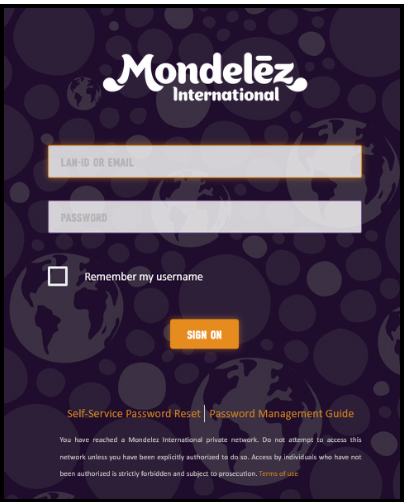 Mondelēz,
International
LAN-ID OR EMAIL
PASSWORD
Remember my username
SIGN ON
Self-Service Password Reset | Password Management Guide
You have reached a Mondelez International private network. Do not attempt to access this
network unless you have been explicitly authorized to do so. Access by individuals who have not
been authorized is strictly forbidden and subject to prosecution. Terms of use